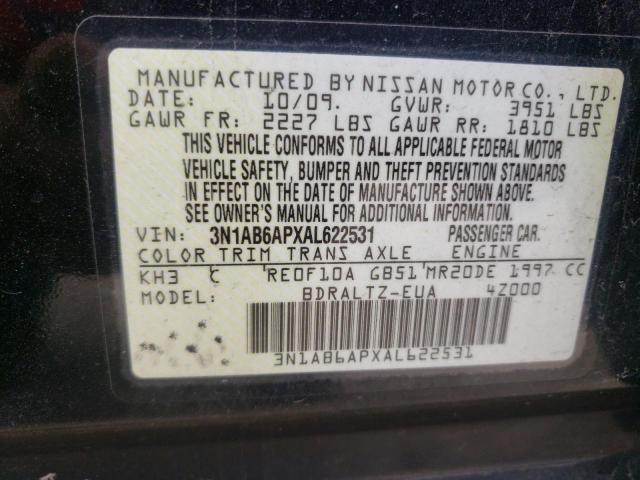 MANUFACTURED BY NISSAN MOTOR CO., LTD.
DATE: 10/09. GVWR: 3951 LBS
GAWR FR: 2227 LBS GAWR RR: 1810 LBS
THIS VEHICLE CONFORMS TO ALL APPLICABLE FEDERAL MOTOR
VEHICLE SAFETY, BUMPER AND THEFT PREVENTION STANDARDS
IN EFFECT ON THE DATE OF MANUFACTURE SHOWN ABOVE.
SEE OWNER'S MANUAL FOR ADDITIONAL INFORMATION.
VIN: 3N1AB6APXAL622531 PASSENGER CAR.
COLOR TRIM TRANS AXLE ENGINE
KH3 C RE0F10A GB51 MR20DE 1997 CC
MODEL: BDRALTZ-EUA 4Z000
3N1AB6APXAL622531